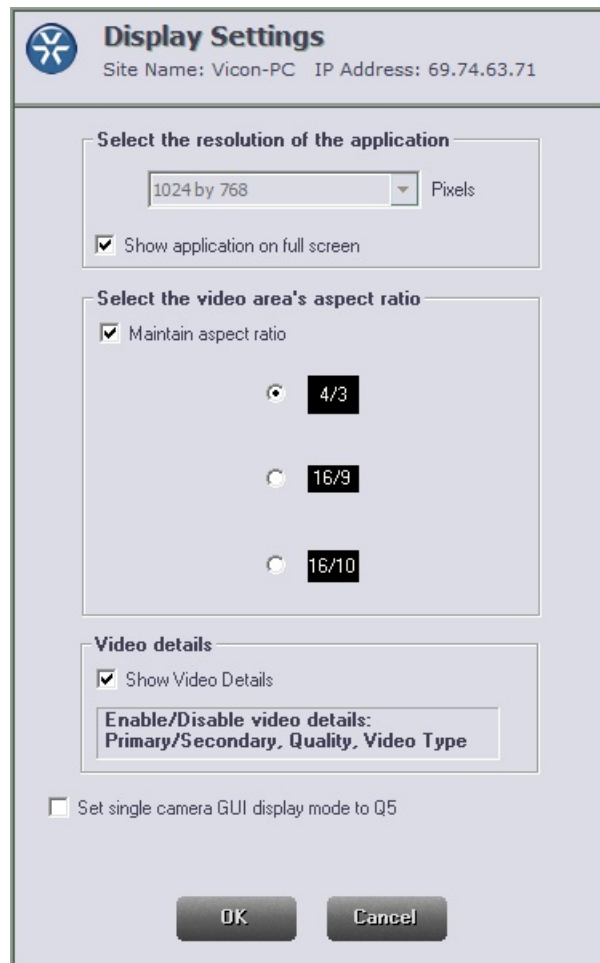 Display Settings
Site Name: Vicon-PC   IP Address: 69.74.63.71
Select the resolution of the application
1024 by 768
Pixels
Show application on full screen
Select the video area's aspect ratio
Maintain aspect ratio
4/3
16/9
16/10
Video details
Show Video Details
Enable/Disable video details:
Primary/Secondary, Quality, Video Type
Set single camera GUI display mode to Q5
OK
Cancel